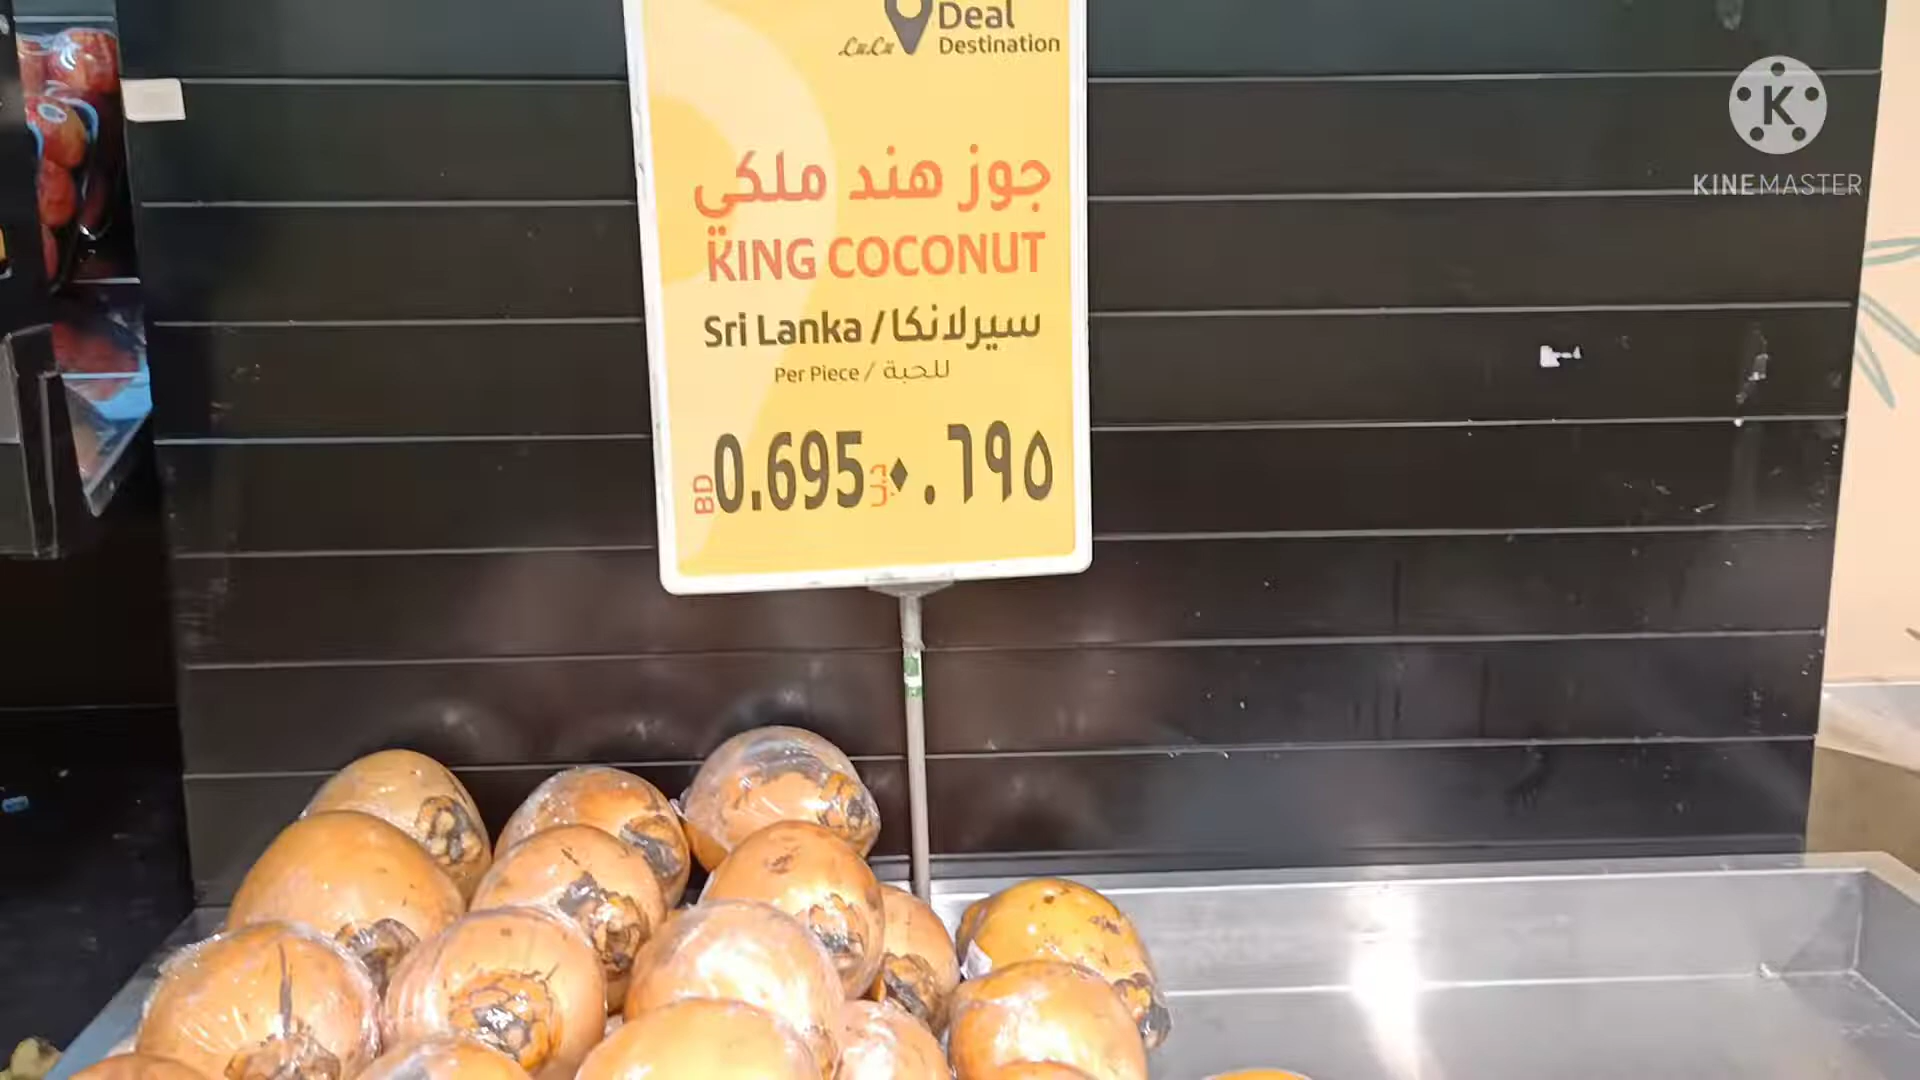 Deal
LuLu Destination
جوز هند ملكي
KING COCONUT
Sri Lanka / سيرلانكا
Per Piece / للحبة
BD 0.695 د.ب ٠.٦٩٥
K
KINEMASTER